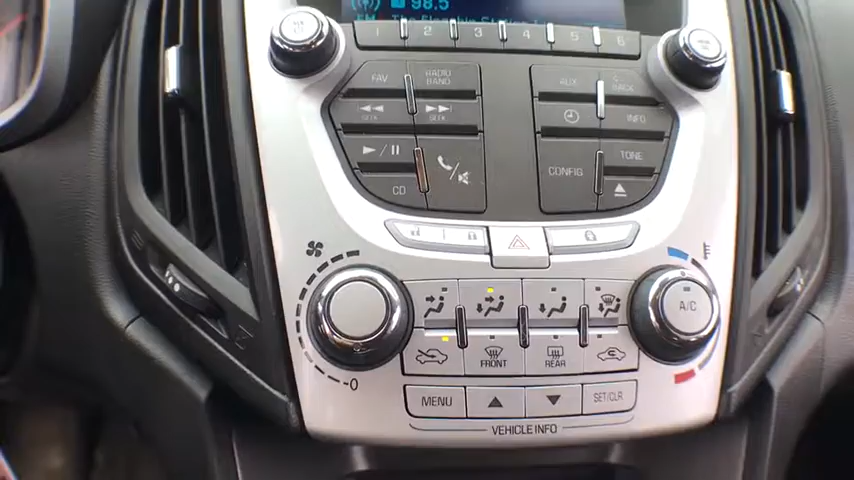 98.5
FM
1 2 3 4 5 6
FAV RADIO BAND AUX BACK
SEEK SEEK INFO
CD CONFIG TONE
A/C
0
FRONT REAR
MENU SET/CLR
VEHICLE INFO